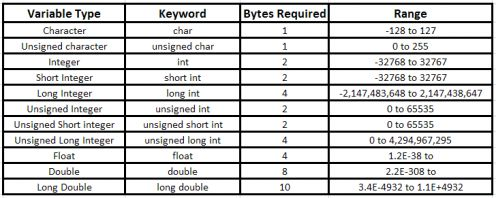 Variable Type Keyword Bytes Required Range
Character char 1 -128 to 127
Unsigned character unsigned char 1 0 to 255
Integer int 2 -32768 to 32767
Short Integer short int 2 -32768 to 32767
Long Integer long int 4 -2,147,483,648 to 2,147,438,647
Unsigned Integer unsigned int 2 0 to 65535
Unsigned Short integer unsigned short int 2 0 to 65535
Unsigned Long Integer unsigned long int 4 0 to 4,294,967,295
Float float 4 1.2E-38 to
Double double 8 2.2E-308 to
Long Double long double 10 3.4E-4932 to 1.1E+4932